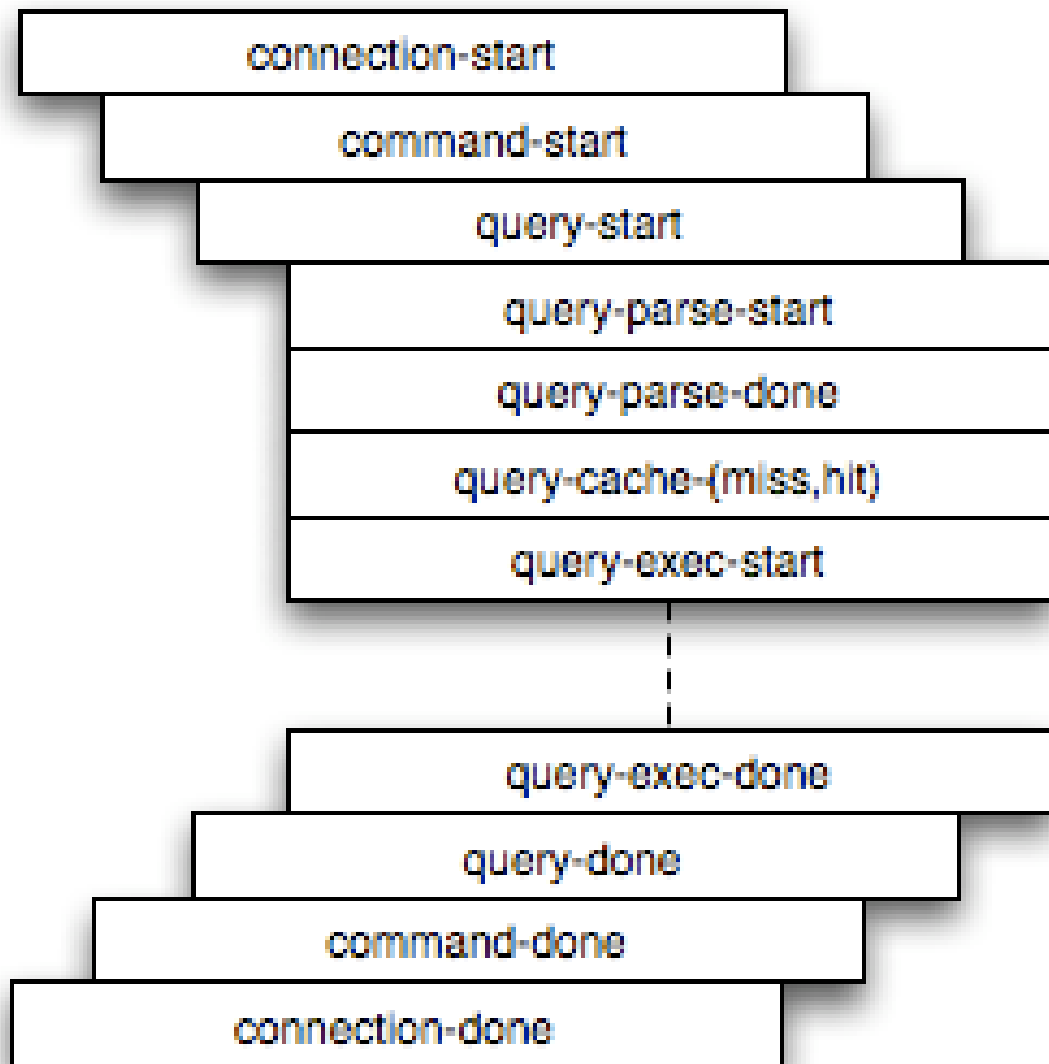 connection-start
command-start
query-start
query-parse-start
query-parse-done
query-cache-(miss,hit)
query-exec-start
query-exec-done
query-done
command-done
connection-done